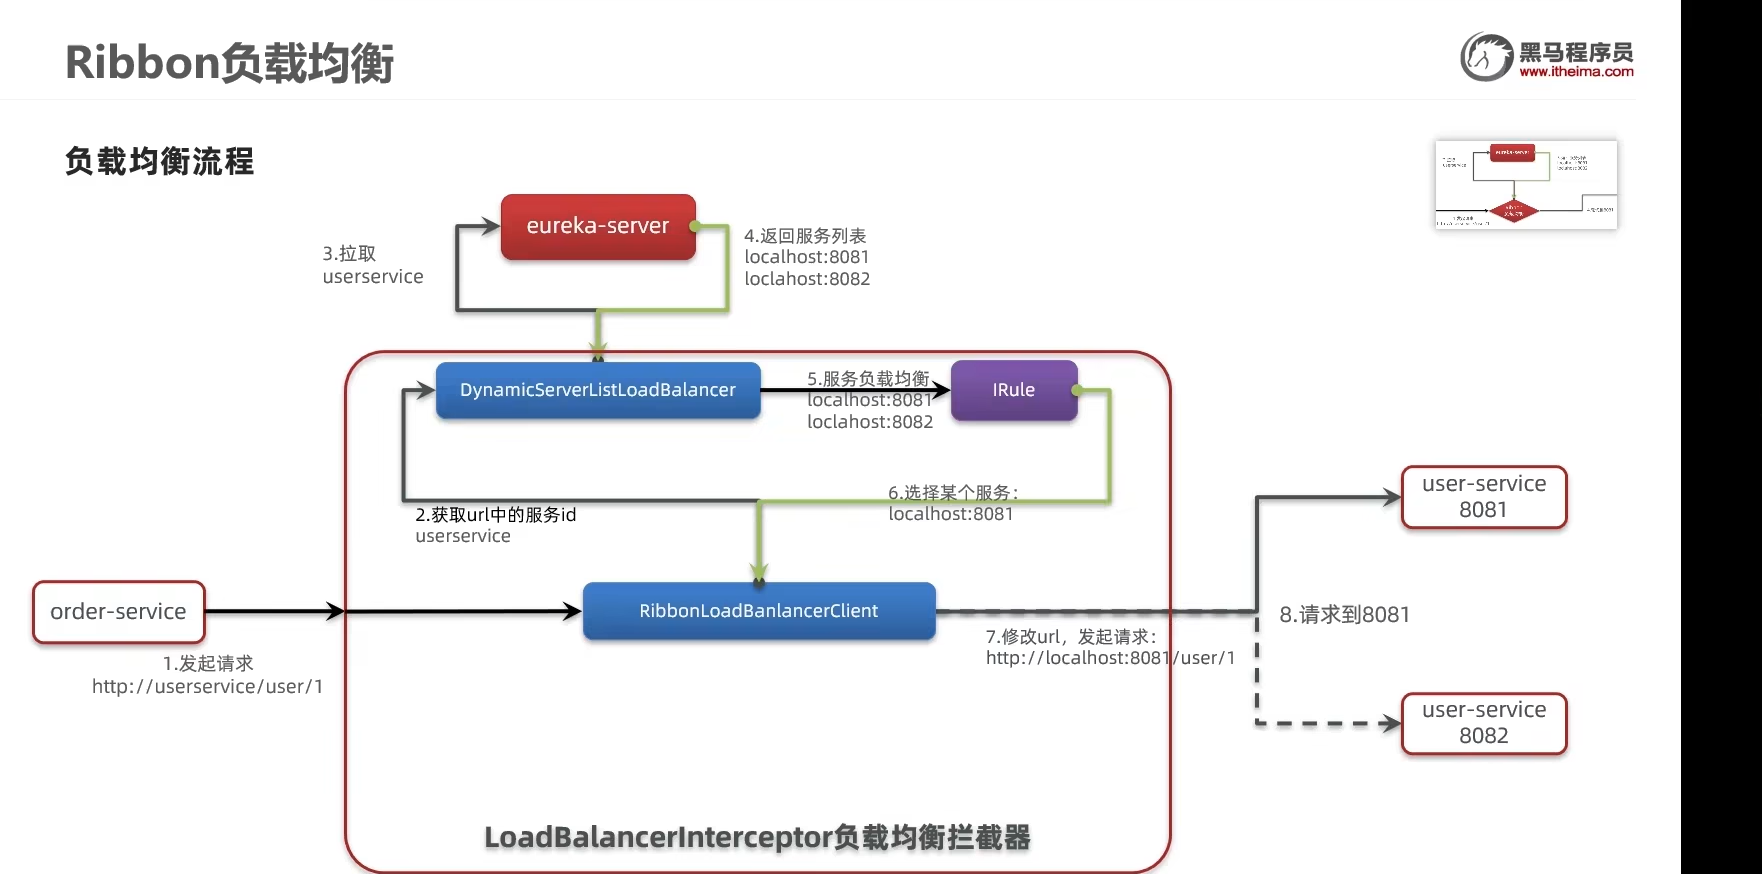 Ribbon负载均衡
黑马程序员
www.itheima.com
负载均衡流程
eureka-server
3.拉取
userservice
4.返回服务列表
localhost:8081
loclahost:8082
DynamicServerListLoadBalancer
5.服务负载均衡
localhost:8081
loclahost:8082
IRule
6.选择某个服务：
localhost:8081
2.获取url中的服务id
userservice
order-service
1.发起请求
http://userservice/user/1
RibbonLoadBanlancerClient
7.修改url，发起请求：
http://localhost:8081/user/1
8.请求到8081
user-service
8081
user-service
8082
LoadBalancerInterceptor负载均衡拦截器
eureka-server